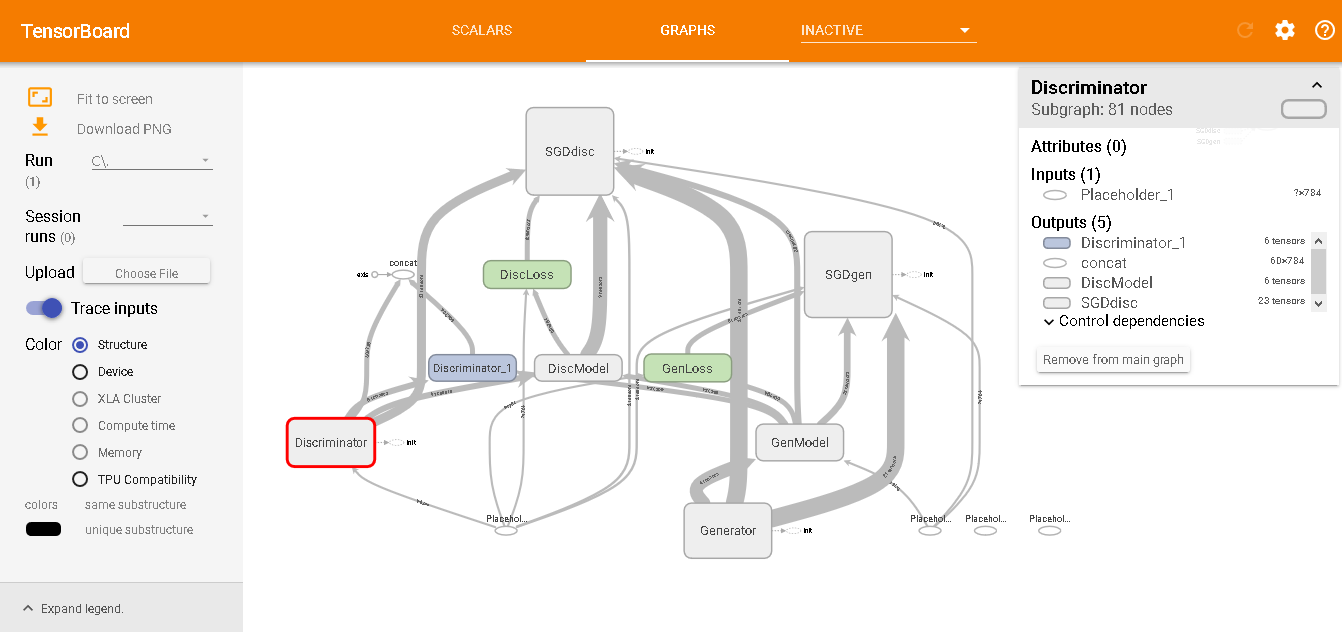 TensorBoard
SCALARS
GRAPHS
INACTIVE
Fit to screen
Download PNG
Run
(1)
C:\.
Session
runs (0)
Upload
Choose File
Trace inputs
Color
Structure
Device
XLA Cluster
Compute time
Memory
TPU Compatibility
colors
same substructure
unique substructure
Expand legend.
SGDdisc
init
concat
axis
DiscLoss
SGDgen
init
Discriminator_1
DiscModel
GenLoss
Discriminator
init
GenModel
Placehol...
Generator
init
Placehol...
Placehol...
Placehol...
Discriminator
Subgraph: 81 nodes
Attributes (0)
Inputs (1)
Placeholder_1
?×784
Outputs (5)
Discriminator_1
6 tensors
concat
60×784
DiscModel
6 tensors
SGDdisc
23 tensors
Control dependencies
Remove from main graph